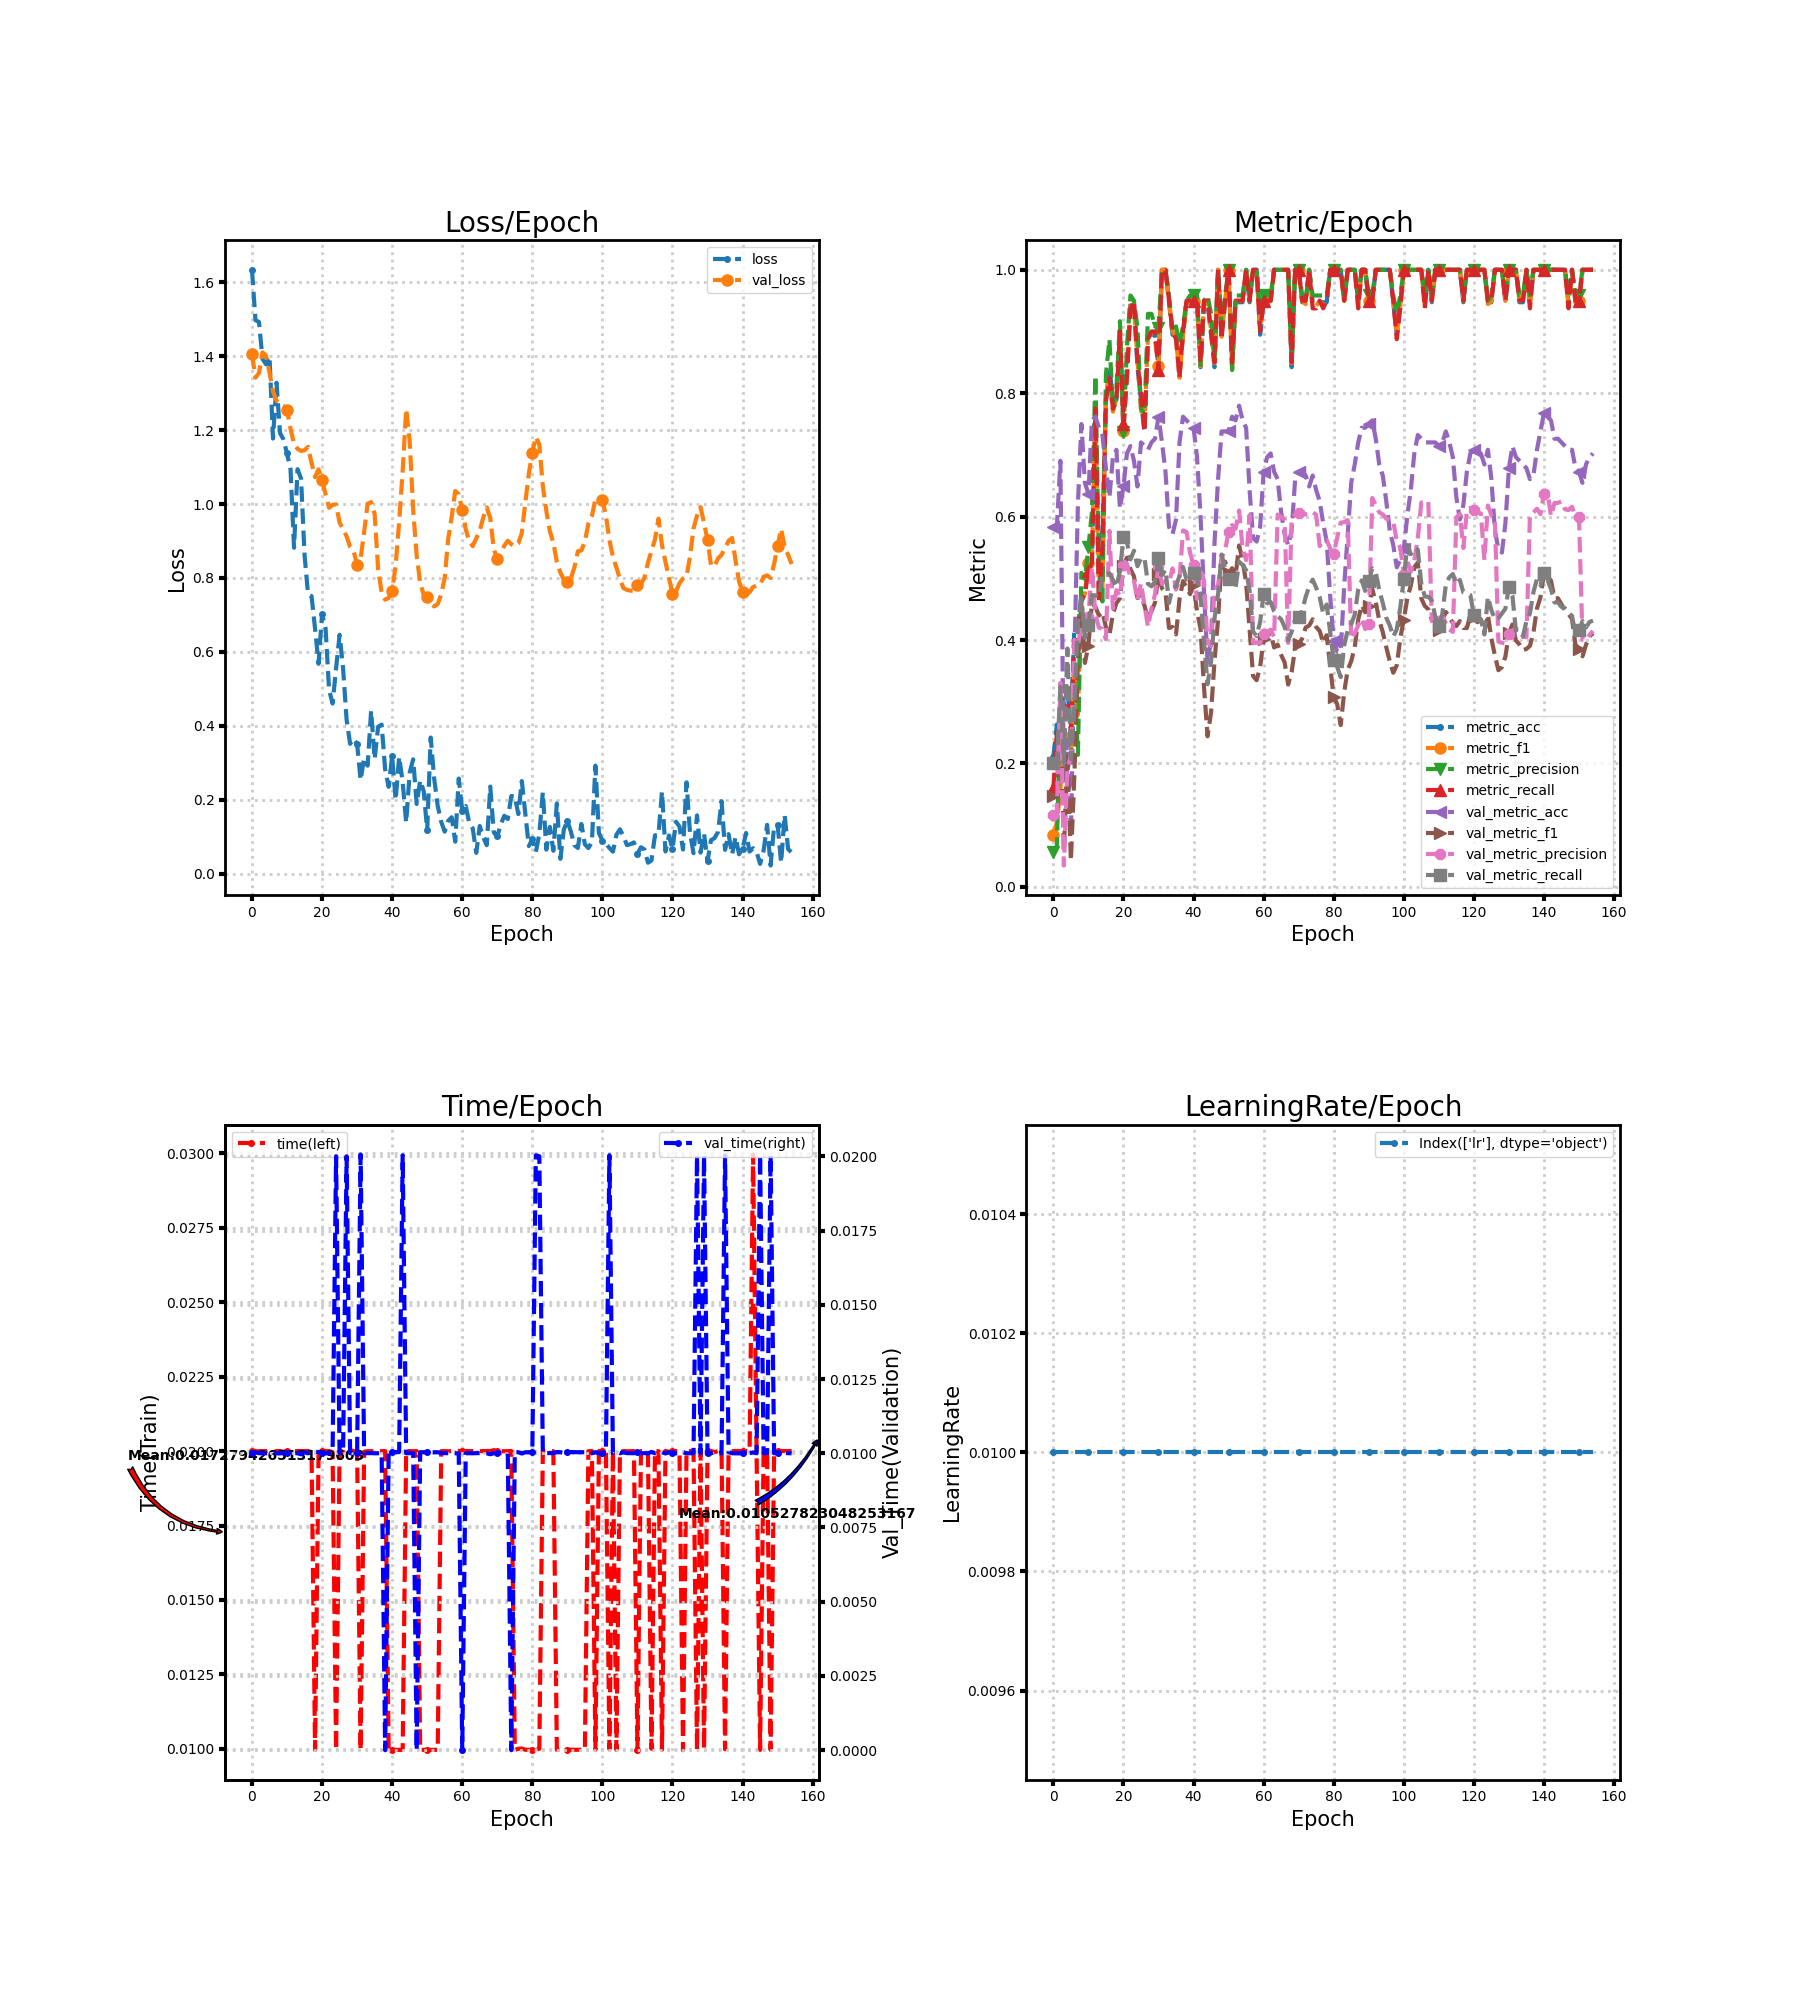 Loss/Epoch
loss
val_loss
1.6
1.4
1.2
1.0
0.8
0.6
0.4
0.2
0.0
Loss
0 20 40 60 80 100 120 140 160
Epoch
Metric/Epoch
1.0
0.8
0.6
0.4
0.2
0.0
Metric
metric_acc
metric_f1
metric_precision
metric_recall
val_metric_acc
val_metric_f1
val_metric_precision
val_metric_recall
0 20 40 60 80 100 120 140 160
Epoch
Time/Epoch
time(left)
val_time(right)
0.0300
0.0275
0.0250
0.0225
0.0200
0.0175
0.0150
0.0125
0.0100
Time(Train)
0.0200
0.0175
0.0150
0.0125
0.0100
0.0075
0.0050
0.0025
0.0000
Val_Time(Validation)
Mean:0.010527823048253167
0 20 40 60 80 100 120 140 160
Epoch
LearningRate/Epoch
Index(['lr'], dtype='object')
0.0104
0.0102
0.0100
0.0098
0.0096
LearningRate
0 20 40 60 80 100 120 140 160
Epoch